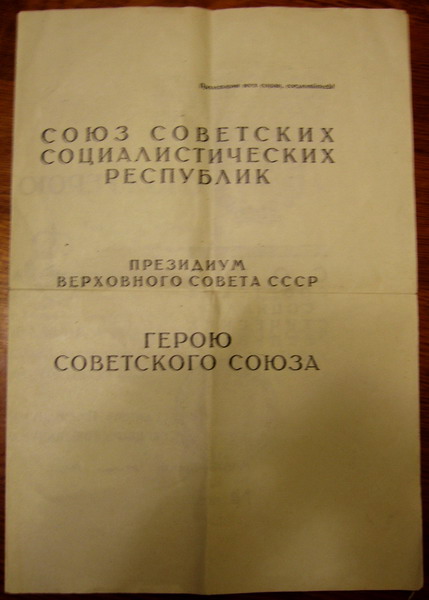 Пролетарии всех стран, соединяйтесь!
СОЮЗ СОВЕТСКИХ
СОЦИАЛИСТИЧЕСКИХ
РЕСПУБЛИК
ПРЕЗИДИУМ
ВЕРХОВНОГО СОВЕТА СССР
ГЕРОЮ
СОВЕТСКОГО СОЮЗА